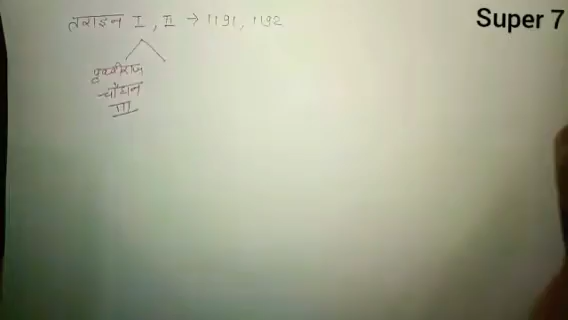 तराइन I, II → 1191, 1192
Super 7
पृथ्वीराज
चौहान
III